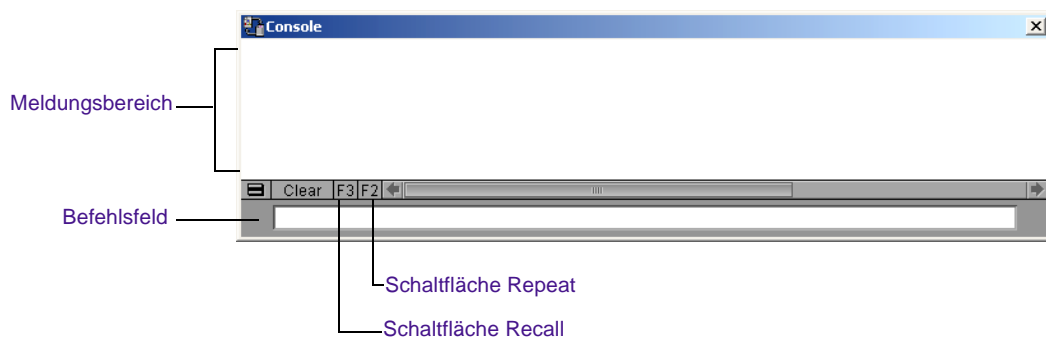 Console
Meldungsbereich
Clear F3 F2
Befehlsfeld
Schaltfläche Repeat
Schaltfläche Recall